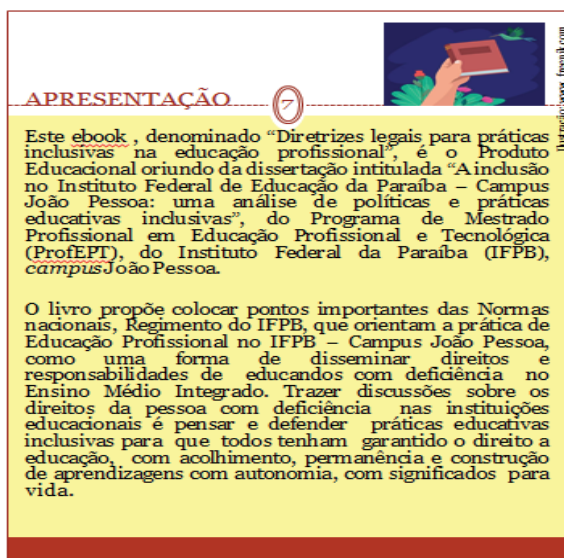 Ilustração:www. freepik.com
APRESENTAÇÃO
7
Este ebook , denominado “Diretrizes legais para práticas
inclusivas na educação profissional”, é o Produto
Educacional oriundo da dissertação intitulada “A inclusão
no Instituto Federal de Educação da Paraíba – Campus
João Pessoa: uma análise de políticas e práticas
educativas inclusivas”, do Programa de Mestrado
Profissional em Educação Profissional e Tecnológica
(ProfEPT), do Instituto Federal da Paraíba (IFPB),
campus João Pessoa.
O livro propõe colocar pontos importantes das Normas
nacionais, Regimento do IFPB, que orientam a prática de
Educação Profissional no IFPB – Campus João Pessoa,
como uma forma de disseminar direitos e
responsabilidades de educandos com deficiência no
Ensino Médio Integrado. Trazer discussões sobre os
direitos da pessoa com deficiência nas instituições
educacionais é pensar e defender práticas educativas
inclusivas para que todos tenham garantido o direito a
educação, com acolhimento, permanência e construção
de aprendizagens com autonomia, com significados para
vida.